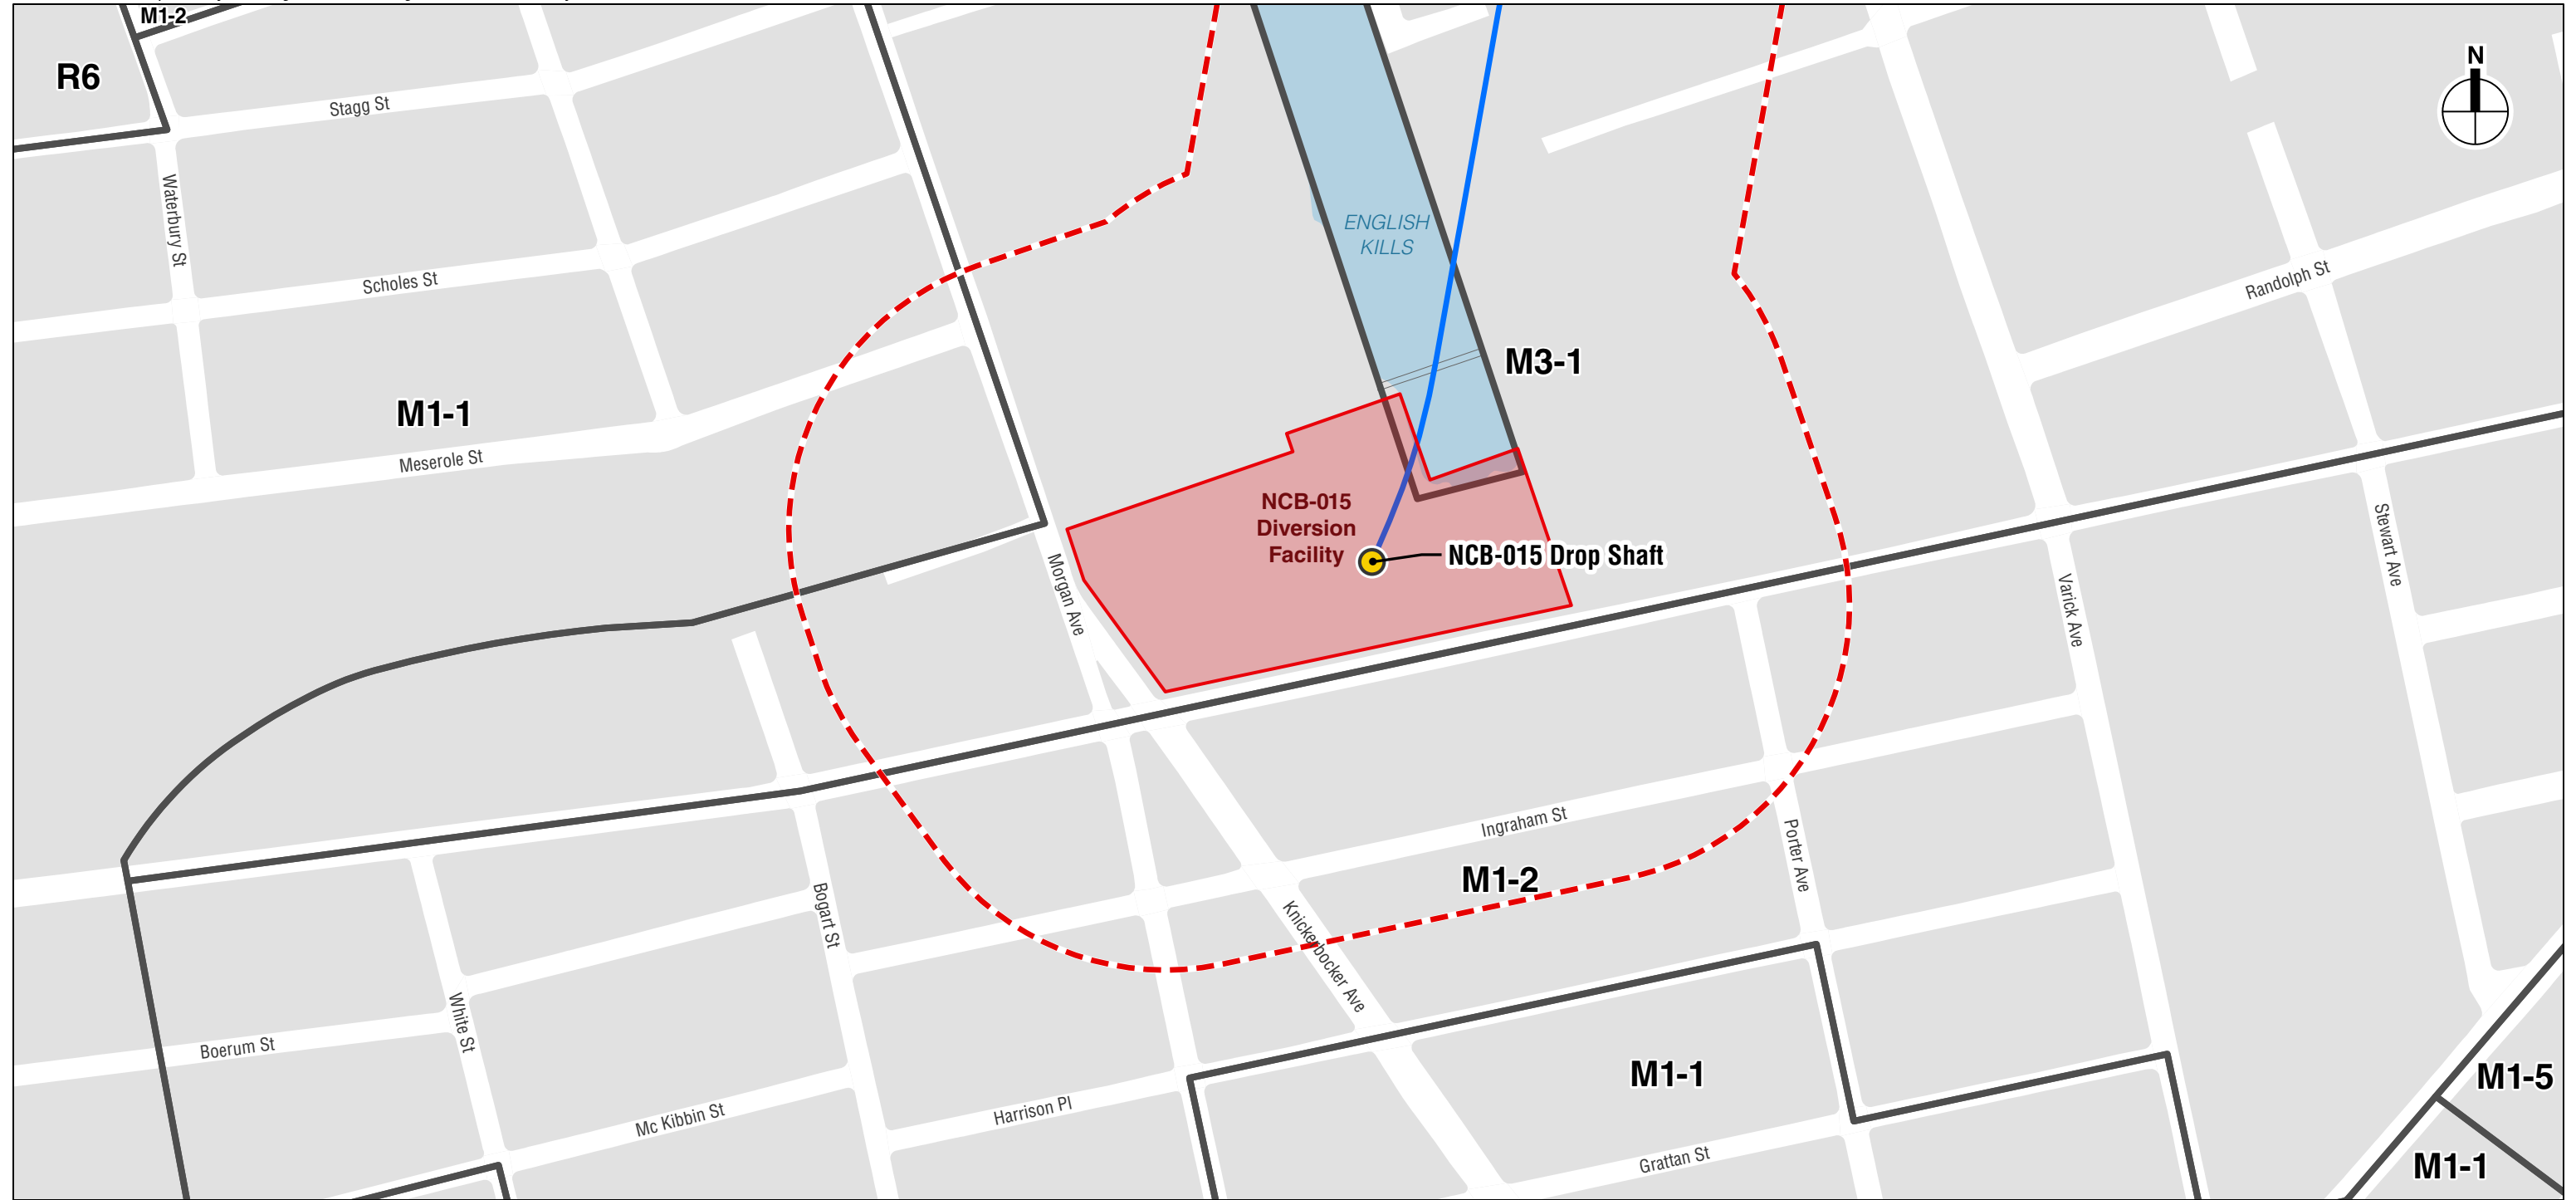 M1-2
R6
Stagg St
N
Waterbury St
ENGLISH
KILLS
Scholes St
Randolph St
M3-1
M1-1
Meserole St
NCB-015
Diversion
Facility
NCB-015 Drop Shaft
Morgan Ave
Stewart Ave
Varick Ave
Ingraham St
Porter Ave
M1-2
Bogart St
Knickerbocker Ave
White St
Boerum St
M1-1
M1-5
Harrison Pl
Mc Kibbin St
Grattan St
M1-1